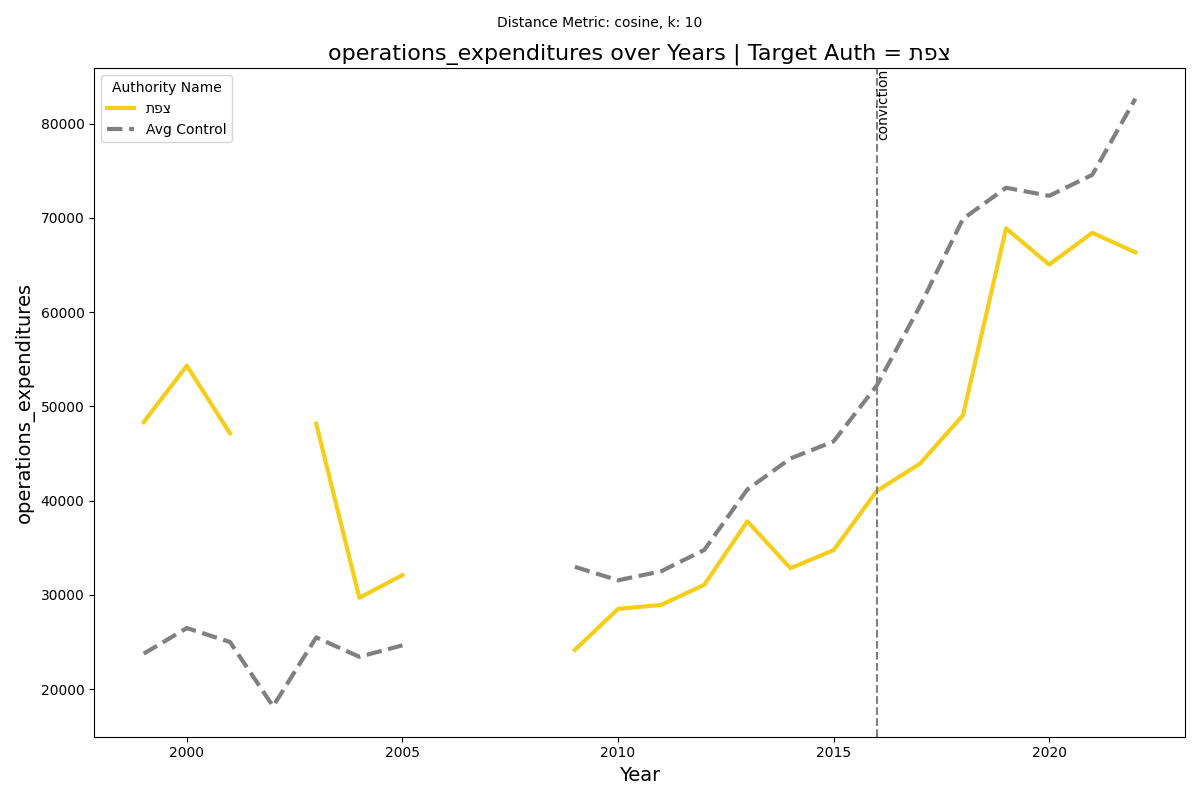 Distance Metric: cosine, k: 10
operations_expenditures over Years | Target Auth = צפת
Authority Name
צפת
Avg Control
conviction
operations_expenditures
80000
70000
60000
50000
40000
30000
20000
2000
2005
2010
2015
2020
Year